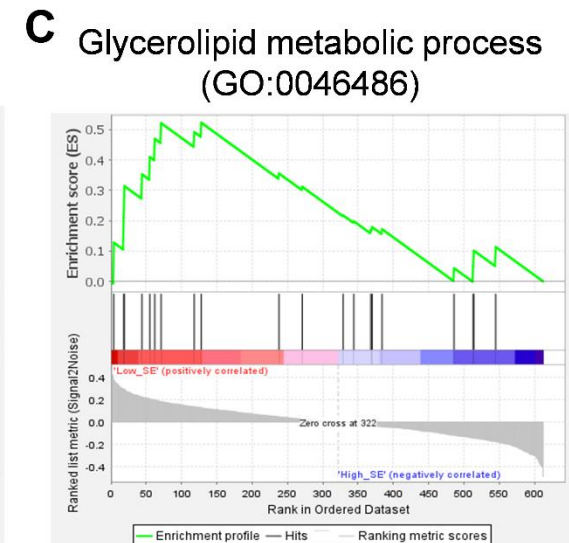 C
Glycerolipid metabolic process
(GO:0046486)
Enrichment score (ES)
0.5
0.4
0.3
0.2
0.1
0.0
'Low_SE' (positively correlated)
Ranked list metric (Signal2Noise)
0.4
0.2
0.0
-0.2
-0.4
Zero cross at 322
'High_SE' (negatively correlated)
0 50 100 150 200 250 300 350 400 450 500 550 600
Rank in Ordered Dataset
Enrichment profile Hits Ranking metric scores